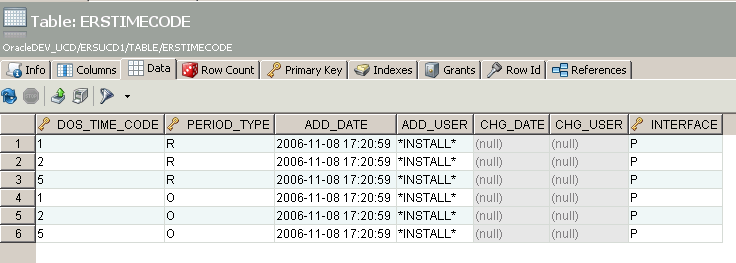 Table: ERSTIMECODE
OracleDEV_UCD/ERSUCD1/TABLE/ERSTIMECODE
Info Columns Data Row Count Primary Key Indexes Grants Row Id References
DOS_TIME_CODE PERIOD_TYPE ADD_DATE ADD_USER CHG_DATE CHG_USER INTERFACE
1 1 R 2006-11-08 17:20:59 *INSTALL* (null) (null) P
2 2 R 2006-11-08 17:20:59 *INSTALL* (null) (null) P
3 5 R 2006-11-08 17:20:59 *INSTALL* (null) (null) P
4 1 O 2006-11-08 17:20:59 *INSTALL* (null) (null) P
5 2 O 2006-11-08 17:20:59 *INSTALL* (null) (null) P
6 5 O 2006-11-08 17:20:59 *INSTALL* (null) (null) P